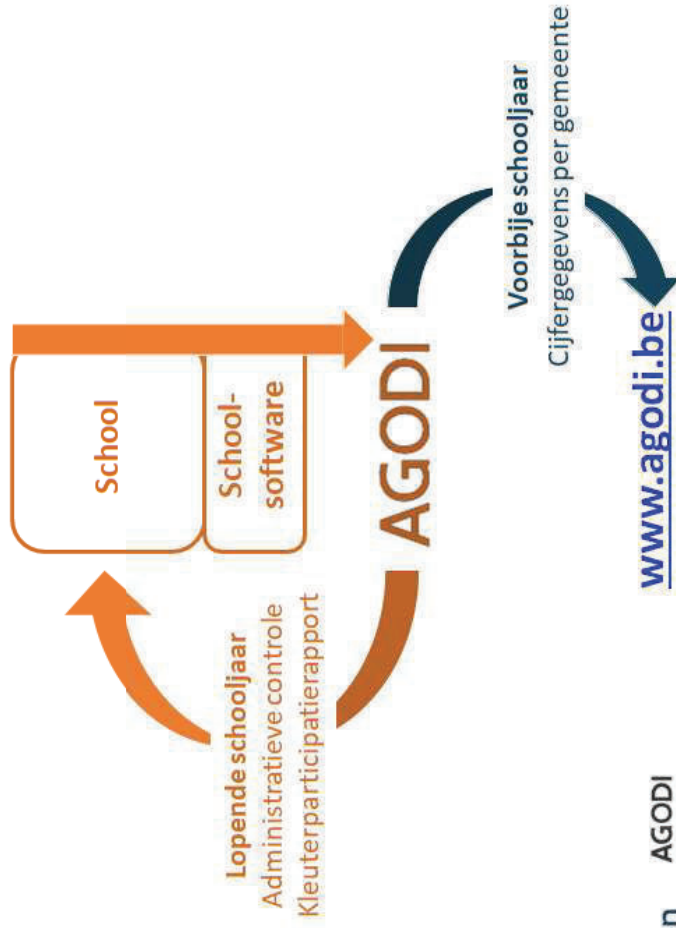 School
School-
software
Lopende schooljaar
Administratieve controle
Kleuterparticipatierapport
AGODI
Voorbije schooljaar
Cijfergegevens per gemeente
www.agodi.be
n
AGODI